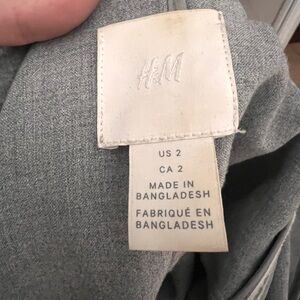 H&M
US 2
CA 2
MADE IN
BANGLADESH
FABRIQUÉ EN
BANGLADESH